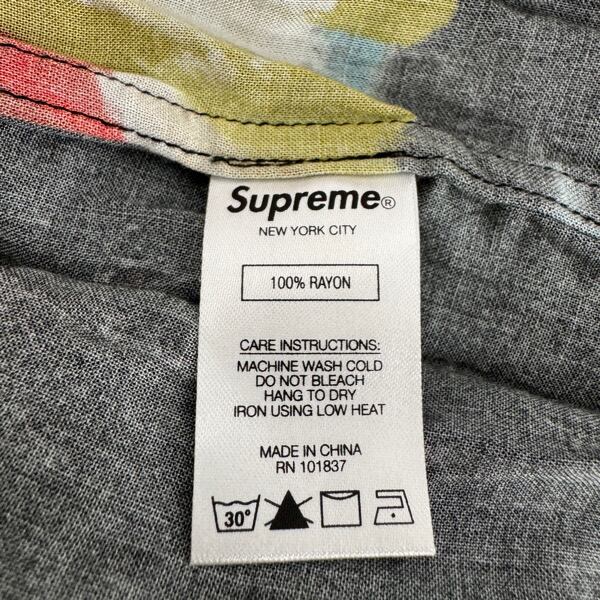 Supreme®
NEW YORK CITY
100% RAYON
CARE INSTRUCTIONS:
MACHINE WASH COLD
DO NOT BLEACH
HANG TO DRY
IRON USING LOW HEAT
MADE IN CHINA
RN 101837
30°